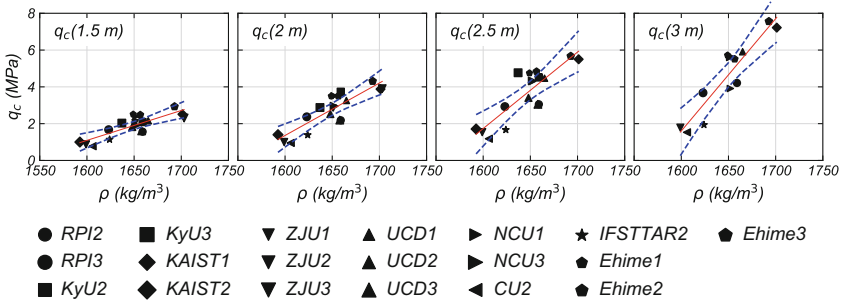 q_c (MPa)
8
6
4
2
0
q_c(1.5 m)
q_c(2 m)
q_c(2.5 m)
q_c(3 m)
1550 1600 1650 1700 1750 1600 1650 1700 1750 1600 1650 1700 1750 1600 1650 1700 1750
ρ (kg/m³) ρ (kg/m³) ρ (kg/m³) ρ (kg/m³)
RPI2 KyU3 ZJU1 UCD1 NCU1 IFSTTAR2 Ehime3
RPI3 KAIST1 ZJU2 UCD2 NCU3 Ehime1
KyU2 KAIST2 ZJU3 UCD3 CU2 Ehime2